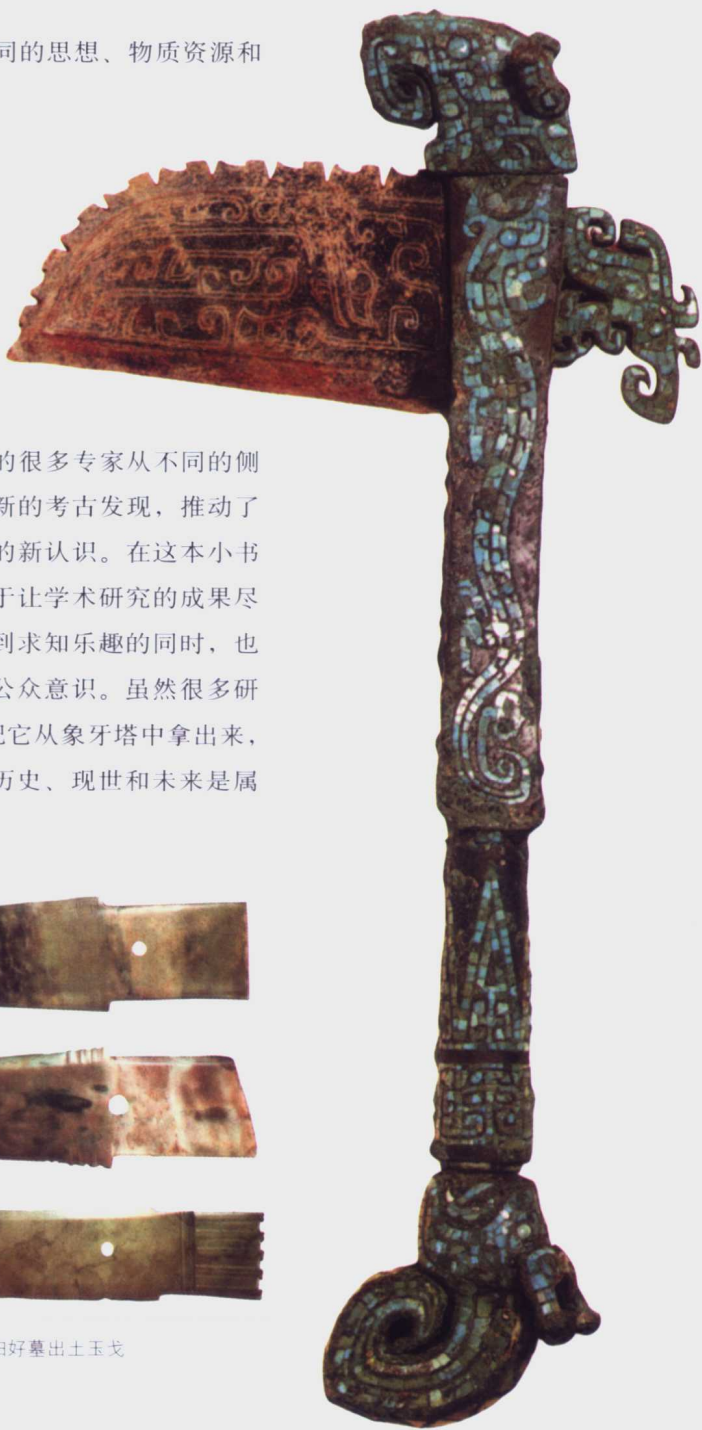 同的思想、物质资源和
的很多专家从不同的侧
新的考古发现，推动了
的新认识。在这本小书
于让学术研究的成果尽
到求知乐趣的同时，也
公众意识。虽然很多研
把它从象牙塔中拿出来，
历史、现世和未来是属
妇好墓出土玉戈